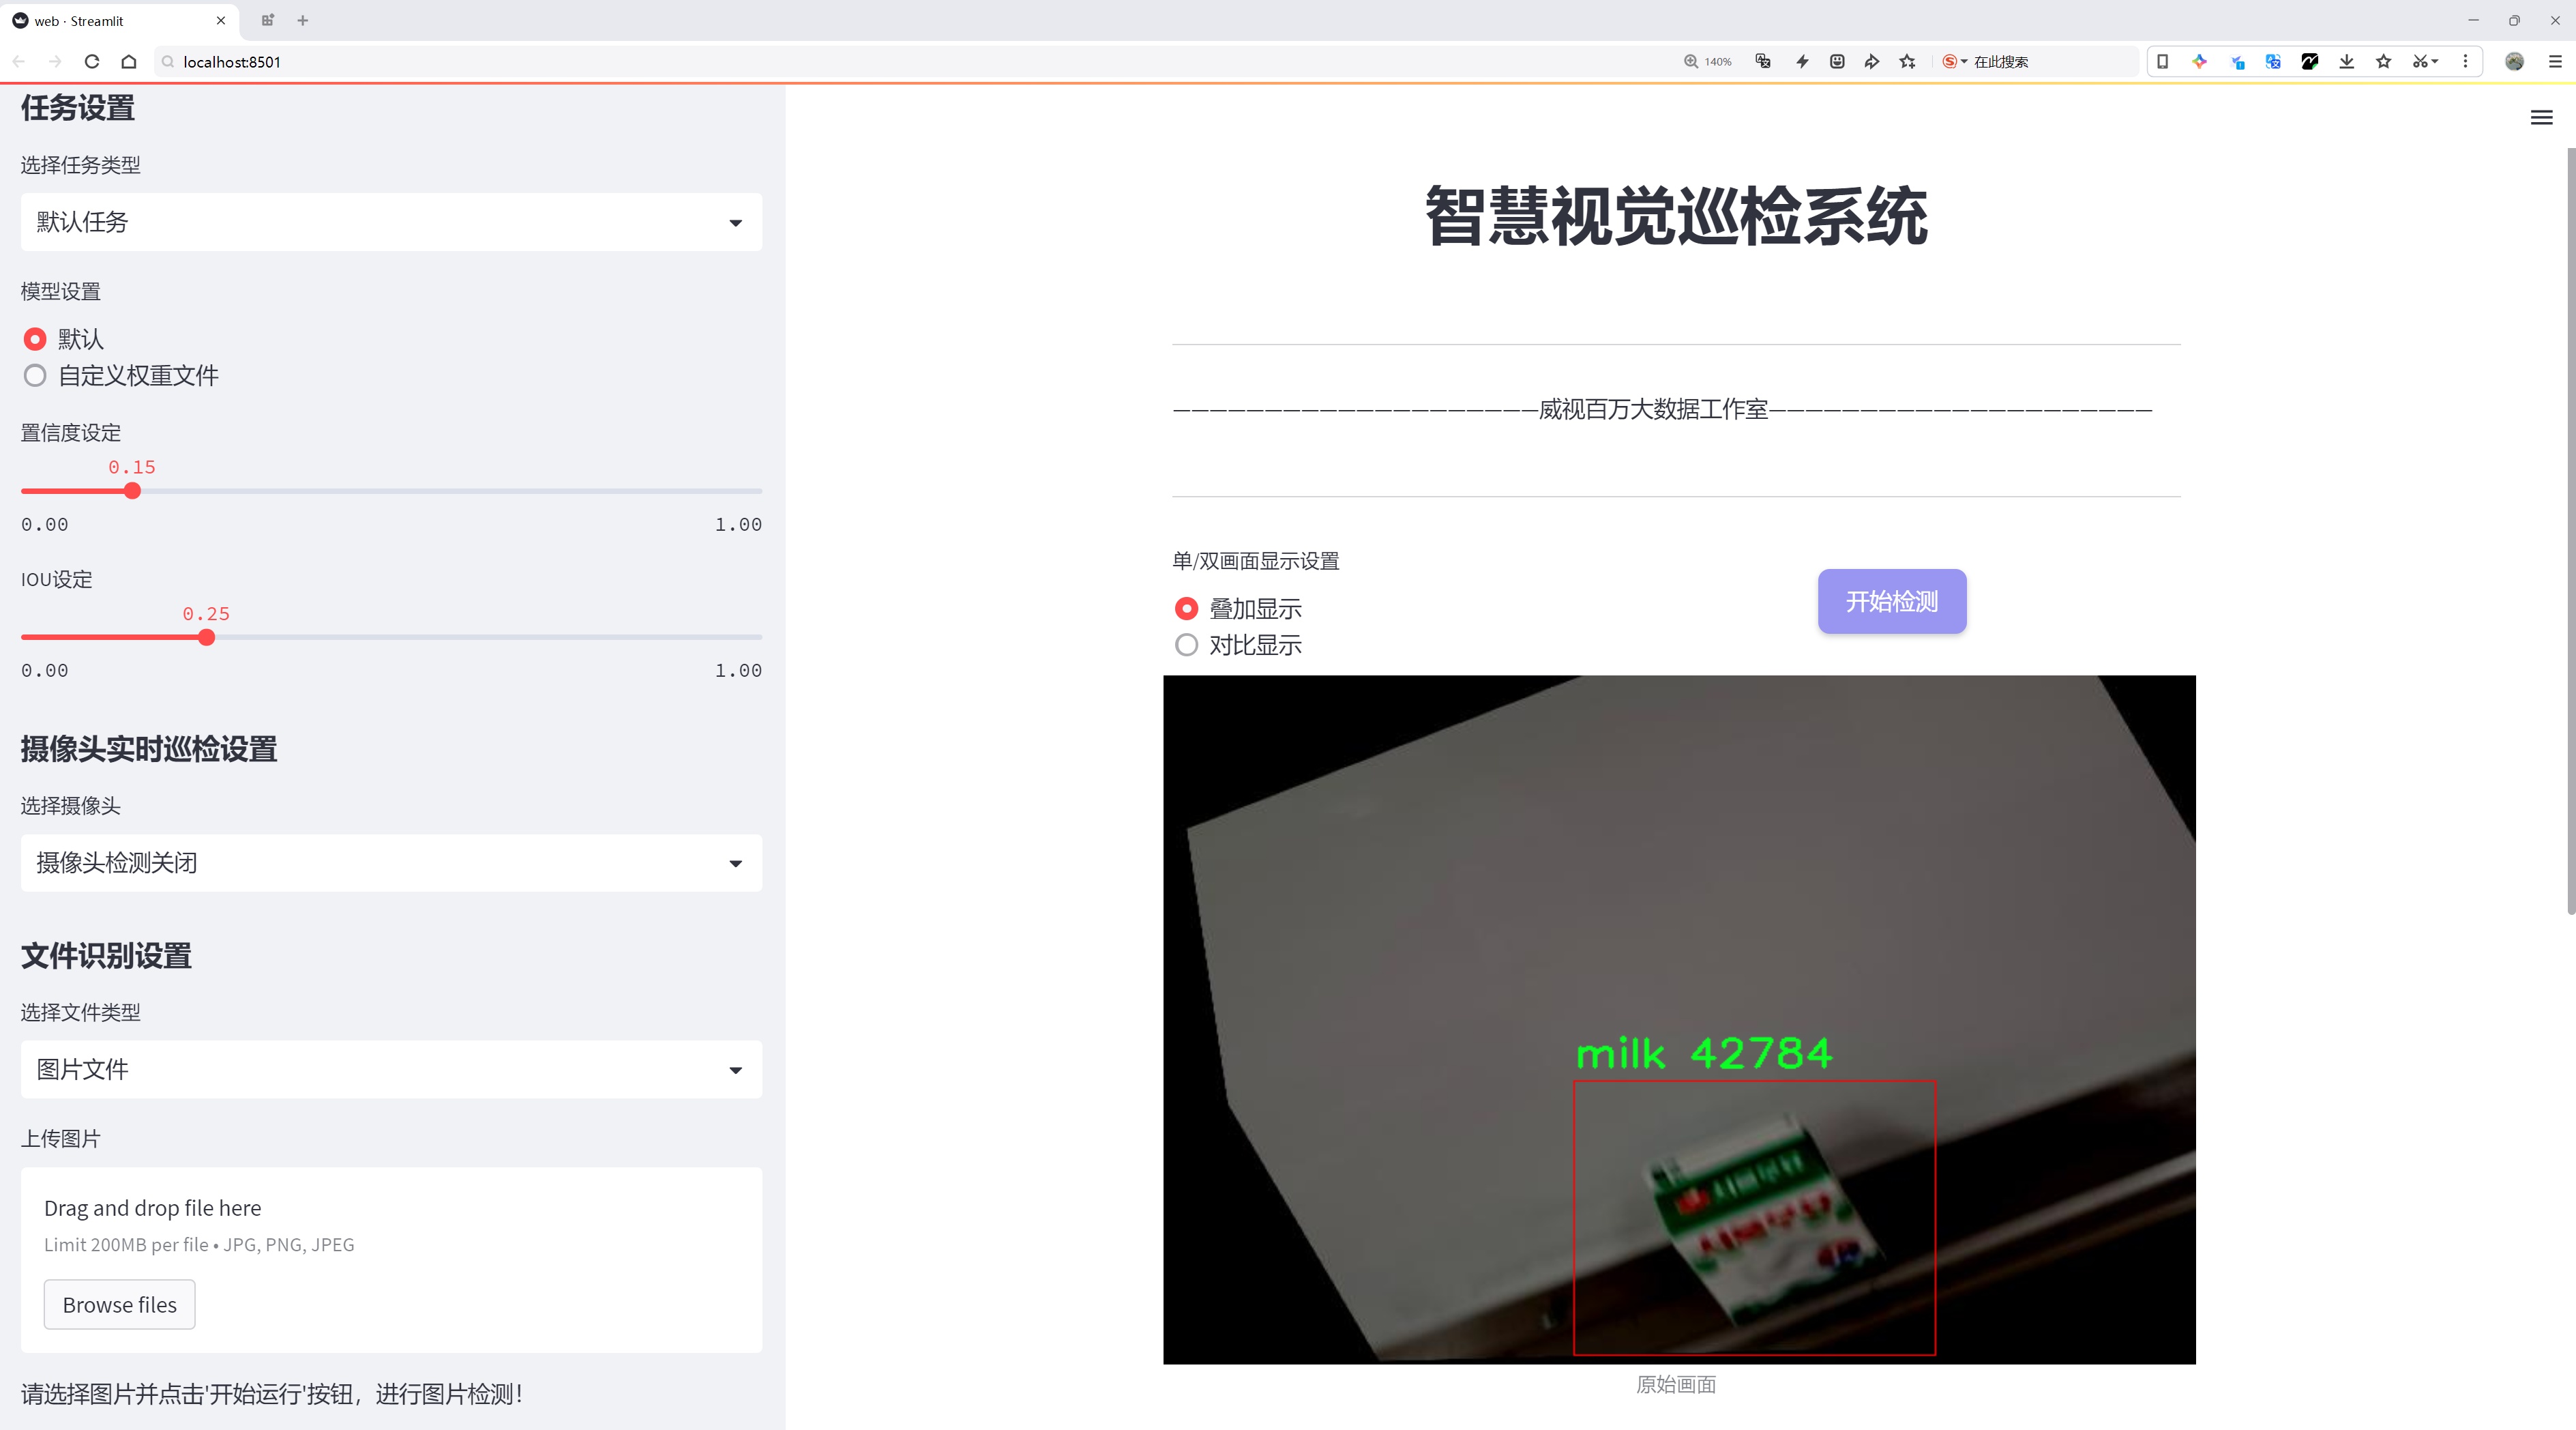 web · Streamlit
localhost:8501
140%
在此搜索
任务设置
选择任务类型
默认任务
模型设置
默认
自定义权重文件
置信度设定
0.15
0.00 1.00
IOU设定
0.25
0.00 1.00
摄像头实时巡检设置
选择摄像头
摄像头检测关闭
文件识别设置
选择文件类型
图片文件
上传图片
Drag and drop file here
Limit 200MB per file • JPG, PNG, JPEG
Browse files
请选择图片并点击'开始运行'按钮，进行图片检测！
智慧视觉巡检系统
————————————————————威视百万大数据工作室—————————————————————
单/双画面显示设置
叠加显示
对比显示
开始检测
milk 42784
原始画面